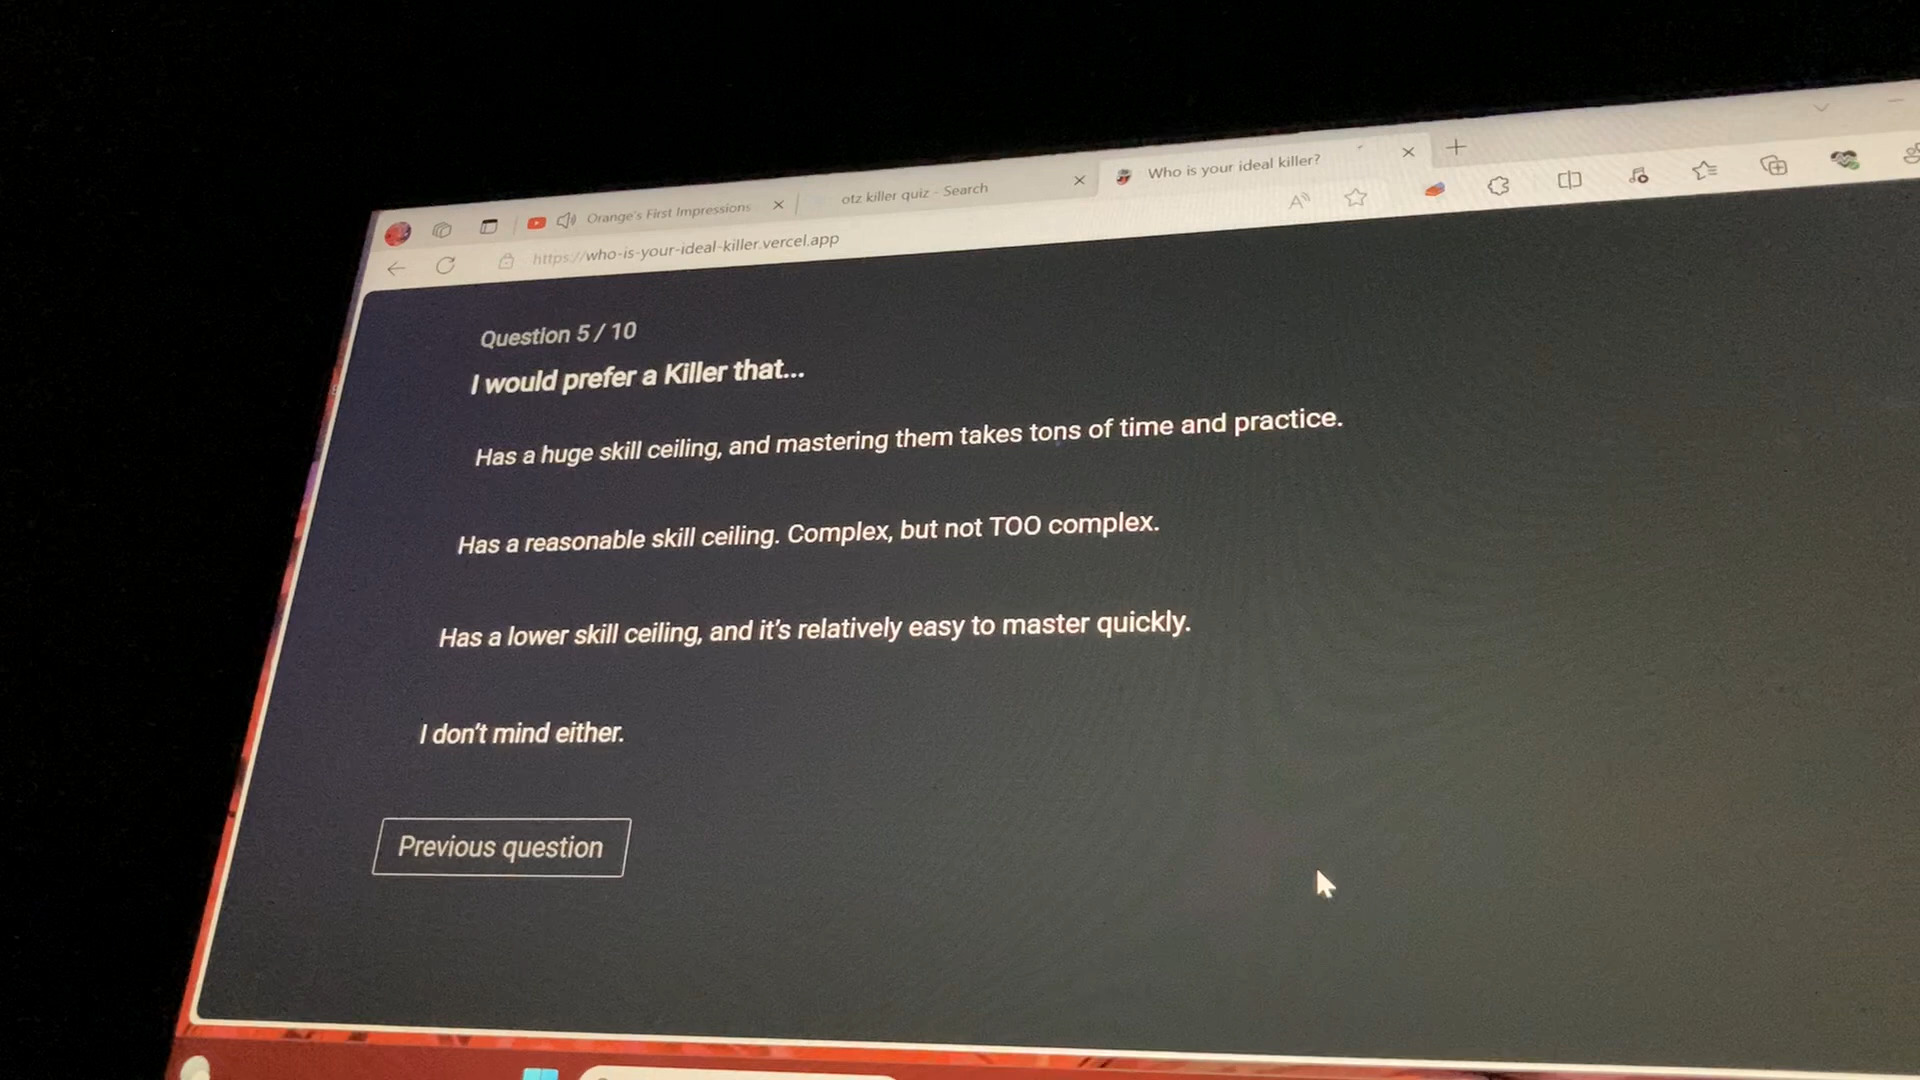 Orange's First Impressions
otz killer quiz - Search
Who is your ideal killer?
https://who-is-your-ideal-killer.vercel.app
Question 5 / 10
I would prefer a Killer that...
Has a huge skill ceiling, and mastering them takes tons of time and practice.
Has a reasonable skill ceiling. Complex, but not TOO complex.
Has a lower skill ceiling, and it's relatively easy to master quickly.
I don't mind either.
Previous question